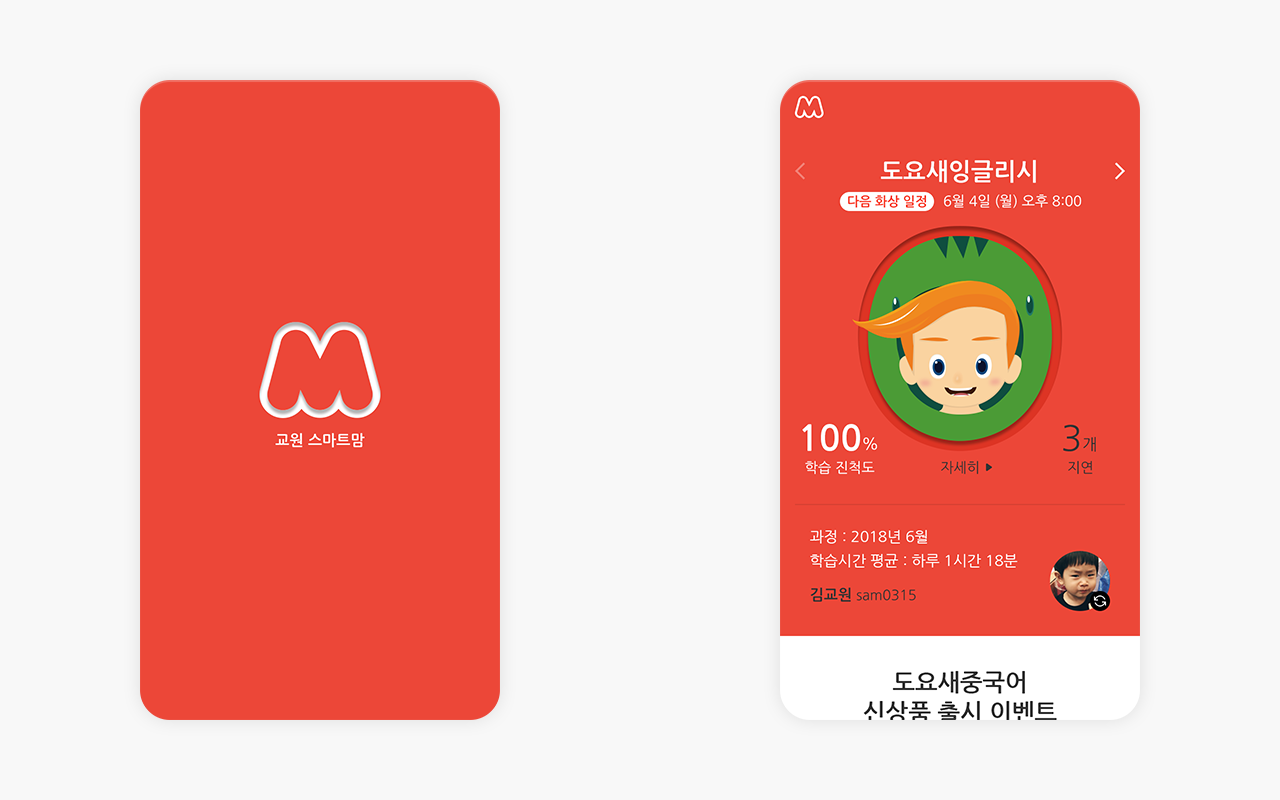 교원 스마트맘
도요새잉글리시
다음 화상 일정 6월 4일 (월) 오후 8:00
100% 3개
학습 진척도 자세히 지연
과정 : 2018년 6월
학습시간 평균 : 하루 1시간 18분
김교원 sam0315
도요새중국어
신상품 출시 이벤트